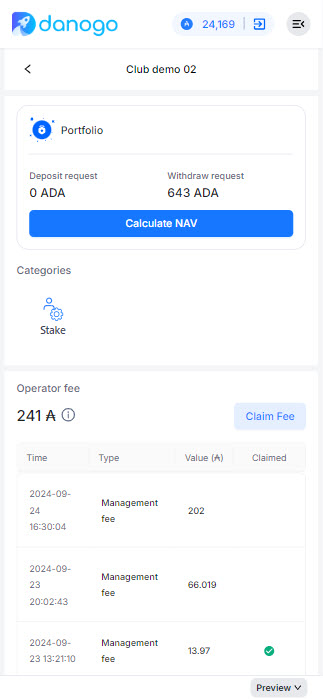 danogo
24,169
Club demo 02
Portfolio
Deposit request Withdraw request
0 ADA 643 ADA
Calculate NAV
Categories
Stake
Operator fee
241 ₳ Claim Fee
Time Type Value (₳) Claimed
2024-09-
24
16:30:04
Management
fee
202
2024-09-
23
20:02:43
Management
fee
66.019
2024-09-
23 13:21:10
Management
fee
13.97
Preview